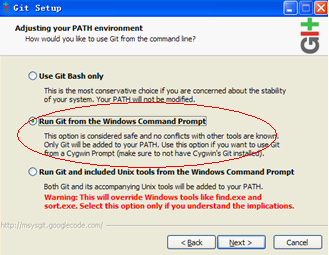 Git Setup
Adjusting your PATH environment
How would you like to use Git from the command line?
Git
Use Git Bash only
This is the most conservative choice if you are concerned about the stability
of your system. Your PATH will not be modified.
Run Git from the Windows Command Prompt
This option is considered safe and no conflicts with other tools are known.
Only Git will be added to your PATH. Use this option if you want to use Git
from a Cygwin Prompt (make sure to not have Cygwin's Git installed).
Run Git and included Unix tools from the Windows Command Prompt
Both Git and its accompanying Unix tools will be added to your PATH.
Warning: This will override Windows tools like find.exe and
sort.exe. Select this option only if you understand the implications.
http://msysgit.googlecode.com/
< Back
Next >
Cancel